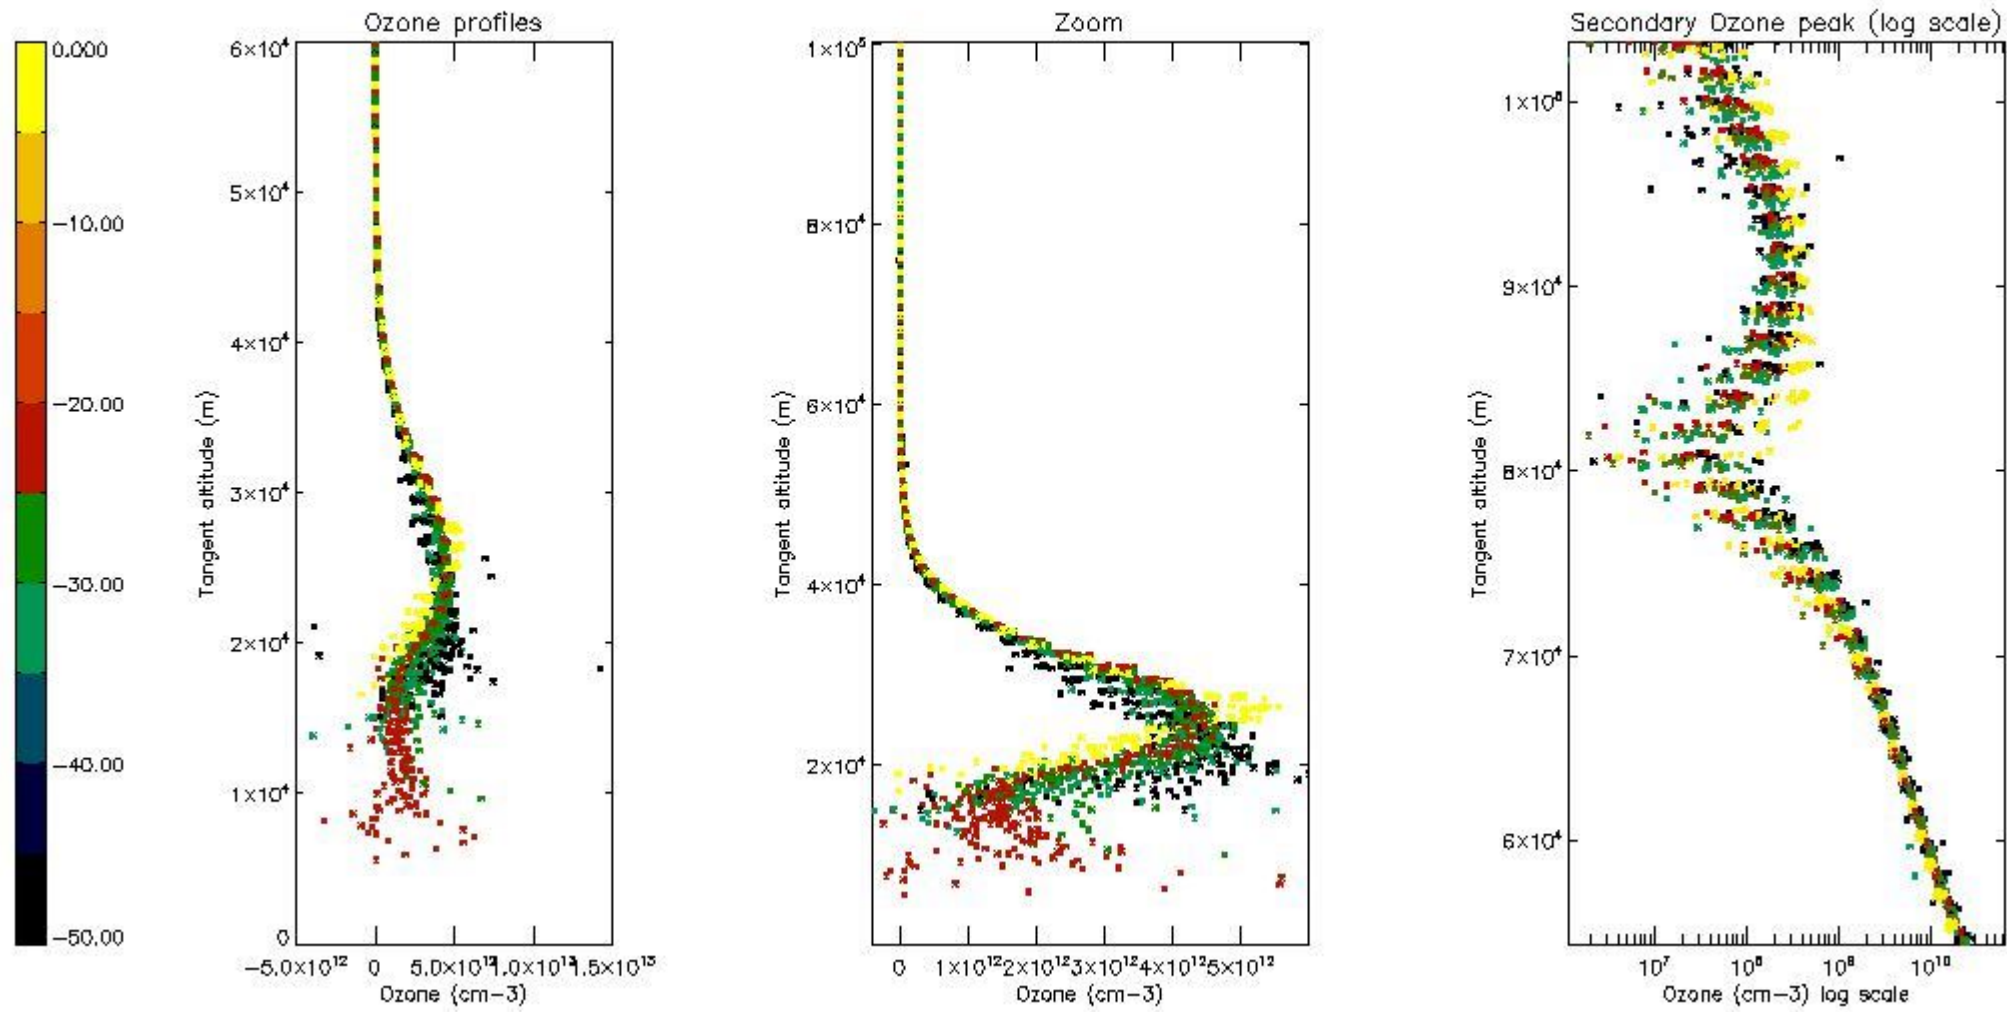 Ozone profiles
Zoom
Secondary Ozone peak (log scale)
0.000
−10.00
−20.00
−30.00
−40.00
−50.00
6×10⁴
5×10⁴
4×10⁴
3×10⁴
2×10⁴
1×10⁴
0
Tangent altitude (m)
−5.0×10¹² 0 5.0×10¹² 1.0×10¹³ 1.5×10¹³
Ozone (cm−3)
1×10⁵
8×10⁴
6×10⁴
4×10⁴
2×10⁴
Tangent altitude (m)
0 1×10¹² 2×10¹² 3×10¹² 4×10¹² 5×10¹²
Ozone (cm−3)
1×10⁵
9×10⁴
8×10⁴
7×10⁴
6×10⁴
Tangent altitude (m)
10⁷ 10⁸ 10⁹ 10¹⁰
Ozone (cm−3) log scale